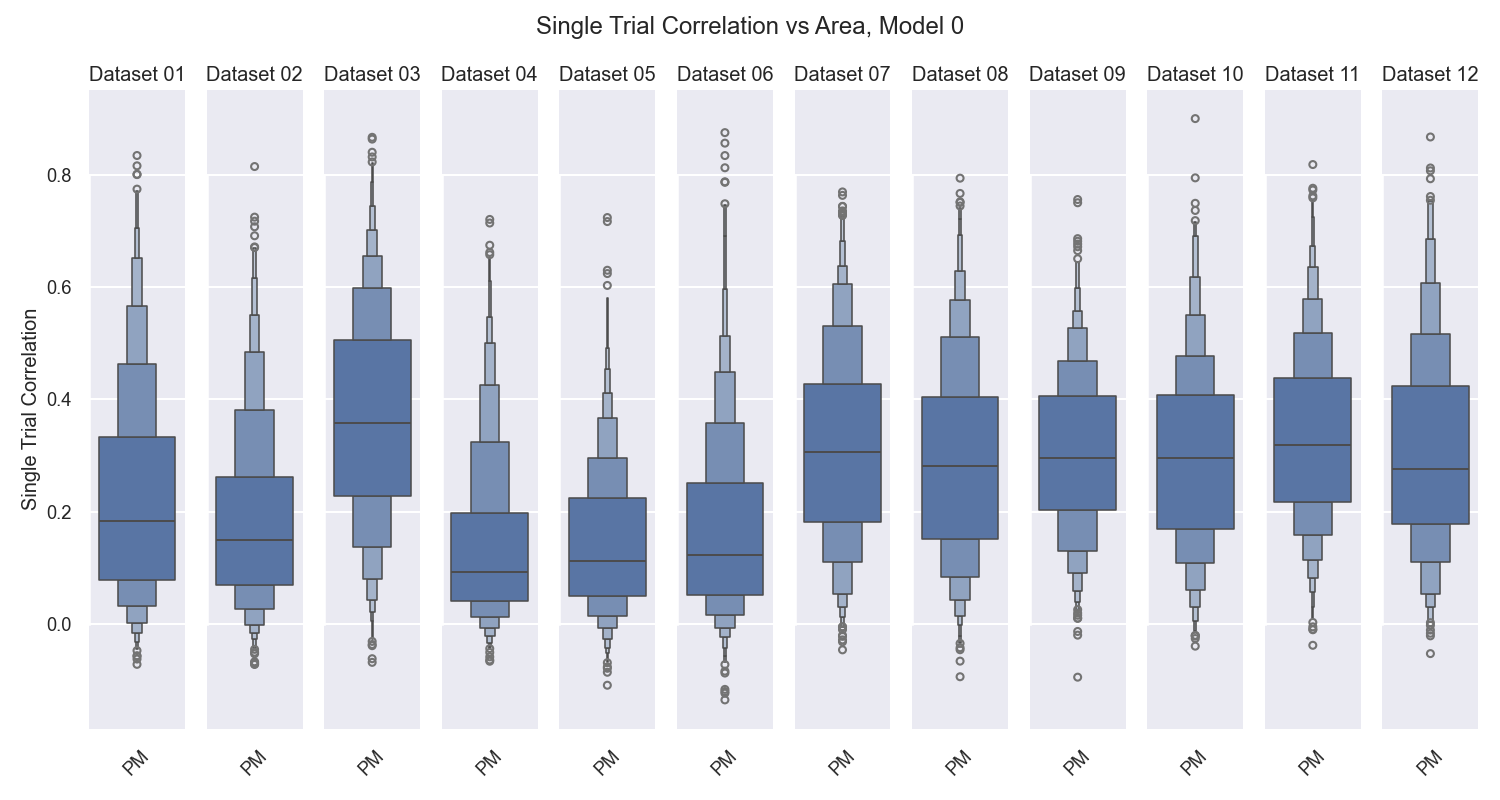 Single Trial Correlation vs Area, Model 0
Dataset 01 Dataset 02 Dataset 03 Dataset 04 Dataset 05 Dataset 06 Dataset 07 Dataset 08 Dataset 09 Dataset 10 Dataset 11 Dataset 12
Single Trial Correlation
0.8
0.6
0.4
0.2
0.0
PM PM PM PM PM PM PM PM PM PM PM PM